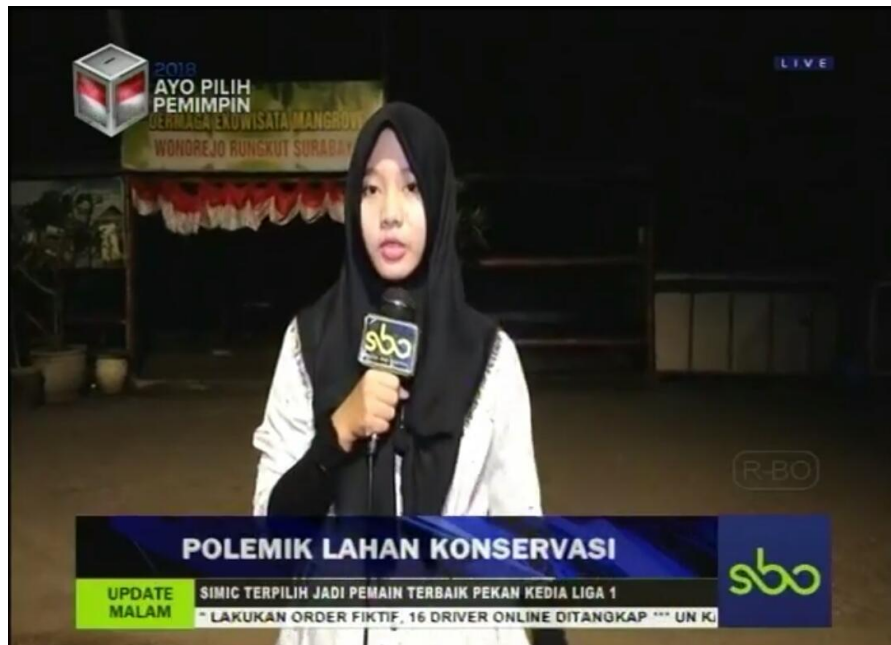 2018
AYO PILIH
PEMIMPIN
LIVE
DERMAGA EKOWISATA MANGROVE
WONOREJO RUNGKUT SURABAYA
sbo
R-BO
POLEMIK LAHAN KONSERVASI
sbo
UPDATE
MALAM
SIMIC TERPILIH JADI PEMAIN TERBAIK PEKAN KEDIA LIGA 1
" LAKUKAN ORDER FIKTIF, 16 DRIVER ONLINE DITANGKAP *** UN